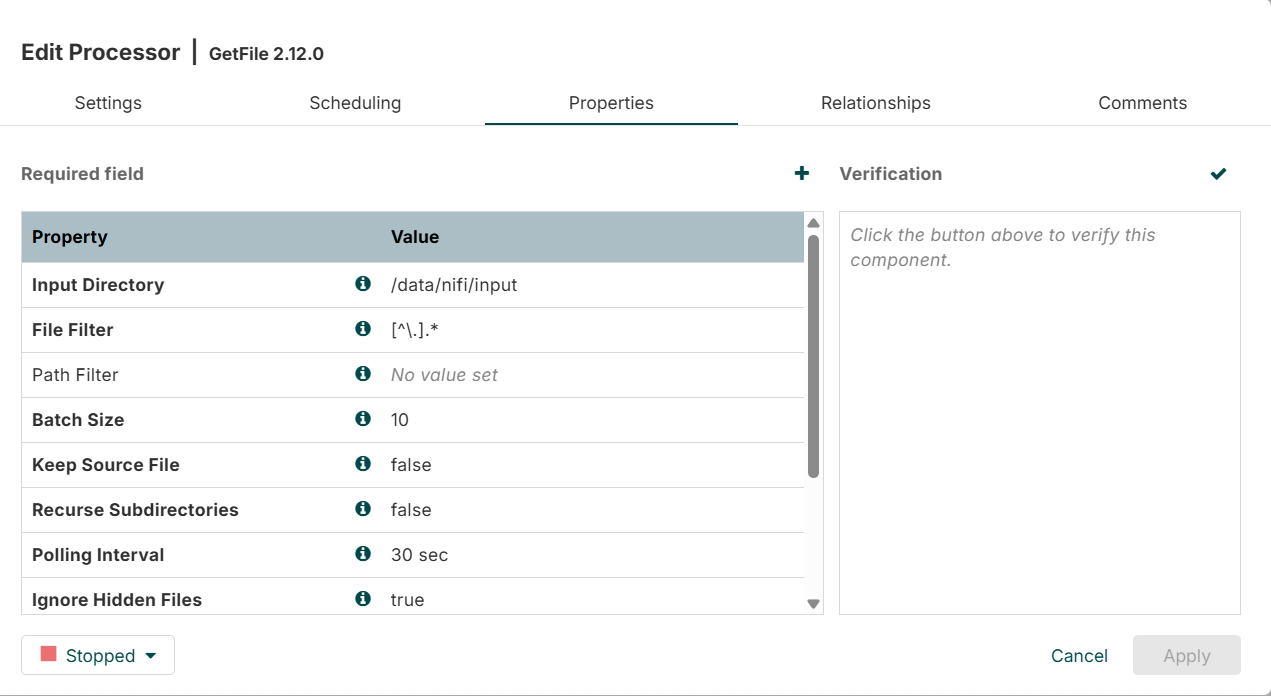 Edit Processor | GetFile 2.12.0
Settings Scheduling Properties Relationships Comments
Required field
Verification
Property Value
Input Directory /data/nifi/input
File Filter [^\.].*
Path Filter No value set
Batch Size 10
Keep Source File false
Recurse Subdirectories false
Polling Interval 30 sec
Ignore Hidden Files true
Click the button above to verify this
component.
Stopped
Cancel Apply